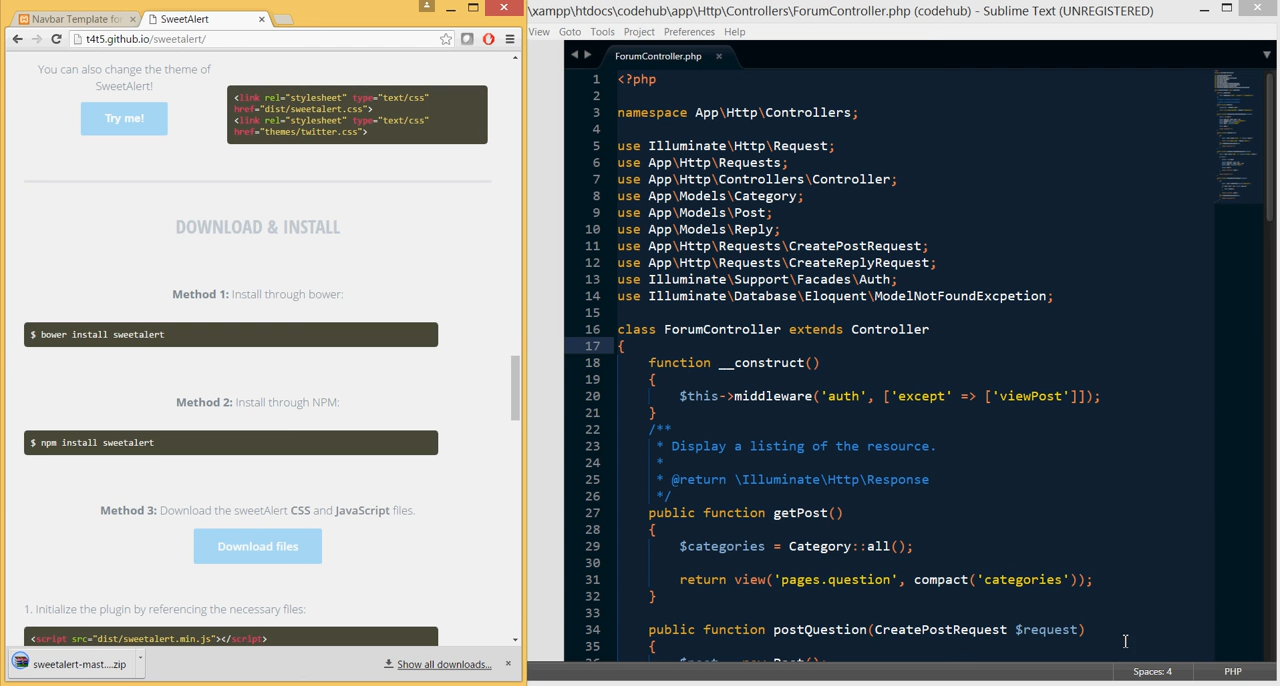 Navbar Template for
SweetAlert
t4t5.github.io/sweetalert/
You can also change the theme of
SweetAlert!
Try me!
<link rel="stylesheet" type="text/css"
href="dist/sweetalert.css">
<link rel="stylesheet" type="text/css"
href="themes/twitter.css">
DOWNLOAD & INSTALL
Method 1: Install through bower:
$ bower install sweetalert
Method 2: Install through NPM:
$ npm install sweetalert
Method 3: Download the sweetAlert CSS and JavaScript files.
Download files
1. Initialize the plugin by referencing the necessary files:
<script src="dist/sweetalert.min.js"></script>
sweetalert-mast....zip
Show all downloads...
\xampp\htdocs\codehub\app\Http\Controllers\ForumController.php (codehub) - Sublime Text (UNREGISTERED)
View Goto Tools Project Preferences Help
ForumController.php
1 <?php
2
3 namespace App\Http\Controllers;
4
5 use Illuminate\Http\Request;
6 use App\Http\Requests;
7 use App\Http\Controllers\Controller;
8 use App\Models\Category;
9 use App\Models\Post;
10 use App\Models\Reply;
11 use App\Http\Requests\CreatePostRequest;
12 use App\Http\Requests\CreateReplyRequest;
13 use Illuminate\Support\Facades\Auth;
14 use Illuminate\Database\Eloquent\ModelNotFoundExcpetion;
15
16 class ForumController extends Controller
17 {
18 function __construct()
19 {
20 $this->middleware('auth', ['except' => ['viewPost']]);
21 }
22 /**
23 * Display a listing of the resource.
24 *
25 * @return \Illuminate\Http\Response
26 */
27 public function getPost()
28 {
29 $categories = Category::all();
30
31 return view('pages.question', compact('categories'));
32 }
33
34 public function postQuestion(CreatePostRequest $request)
35 {
Spaces: 4 PHP